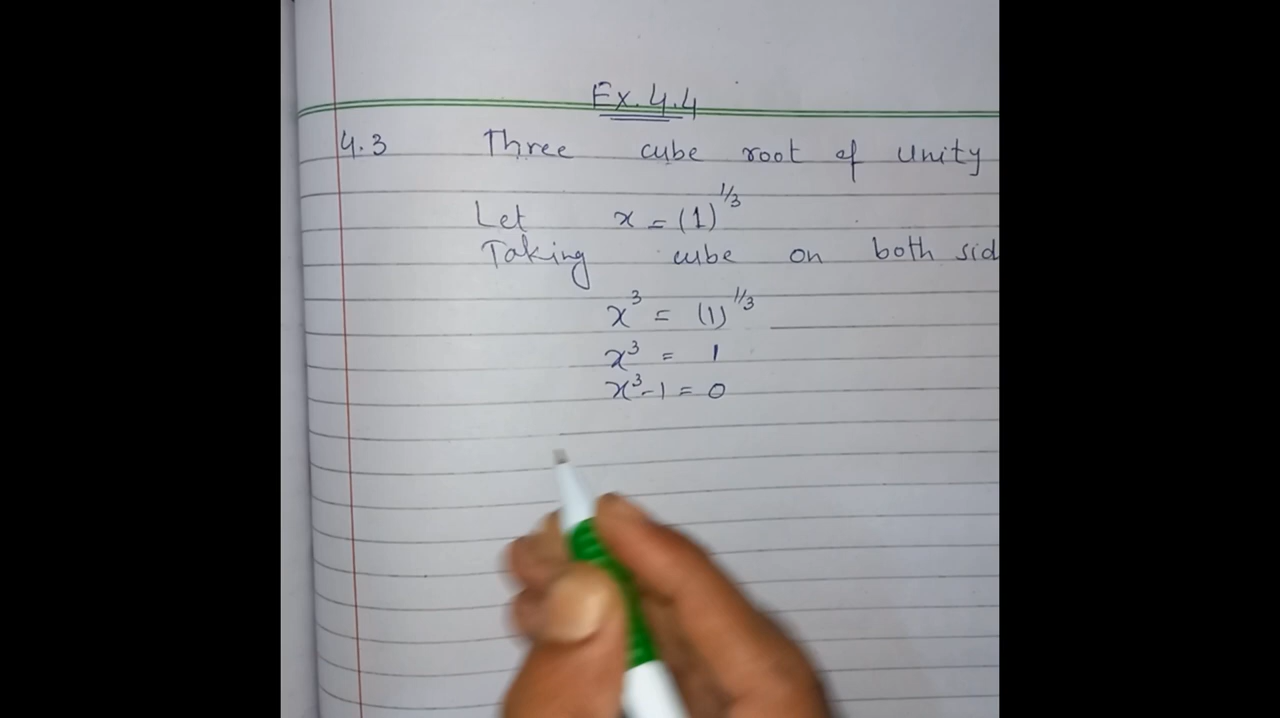 Ex.4.4
4.3 Three cube root of Unity
Let x = (1)^1/3
Taking cube on both sid
x^3 = (1)^1/3
x^3 = 1
x^3-1 = 0